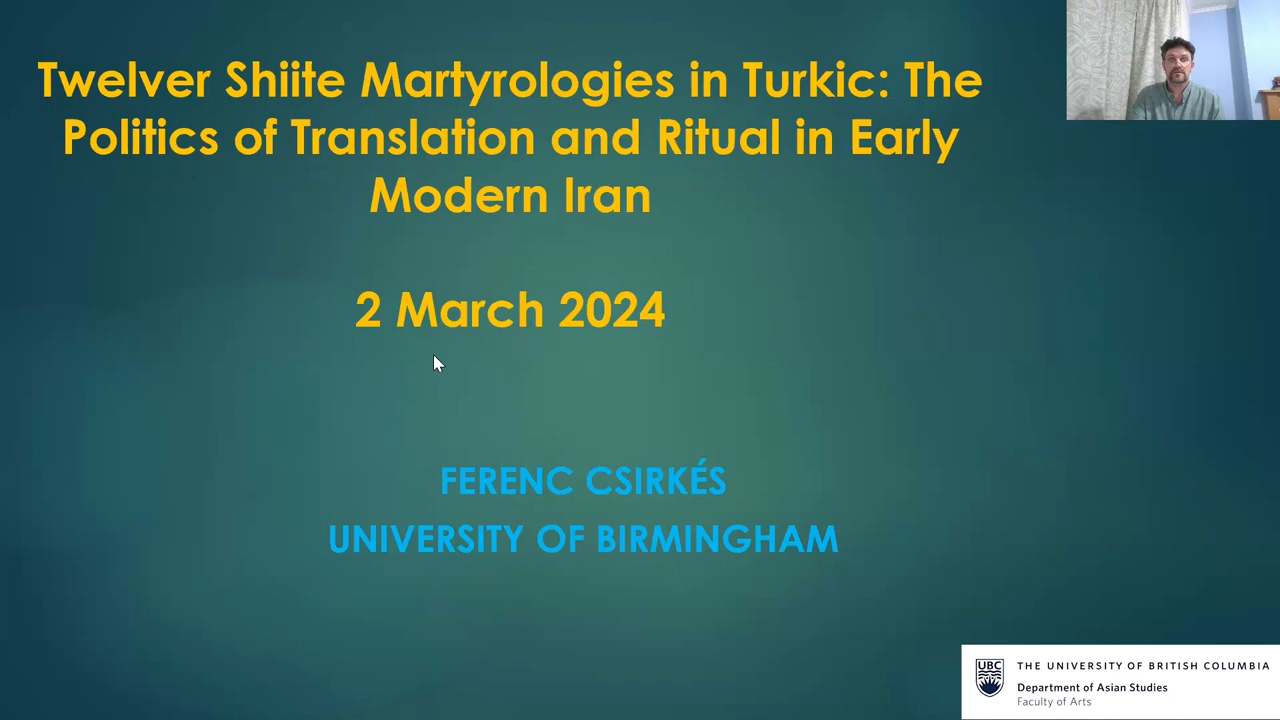 Twelver Shiite Martyrologies in Turkic: The
Politics of Translation and Ritual in Early
Modern Iran
2 March 2024
FERENC CSIRKÉS
UNIVERSITY OF BIRMINGHAM
UBC
THE UNIVERSITY OF BRITISH COLUMBIA
Department of Asian Studies
Faculty of Arts